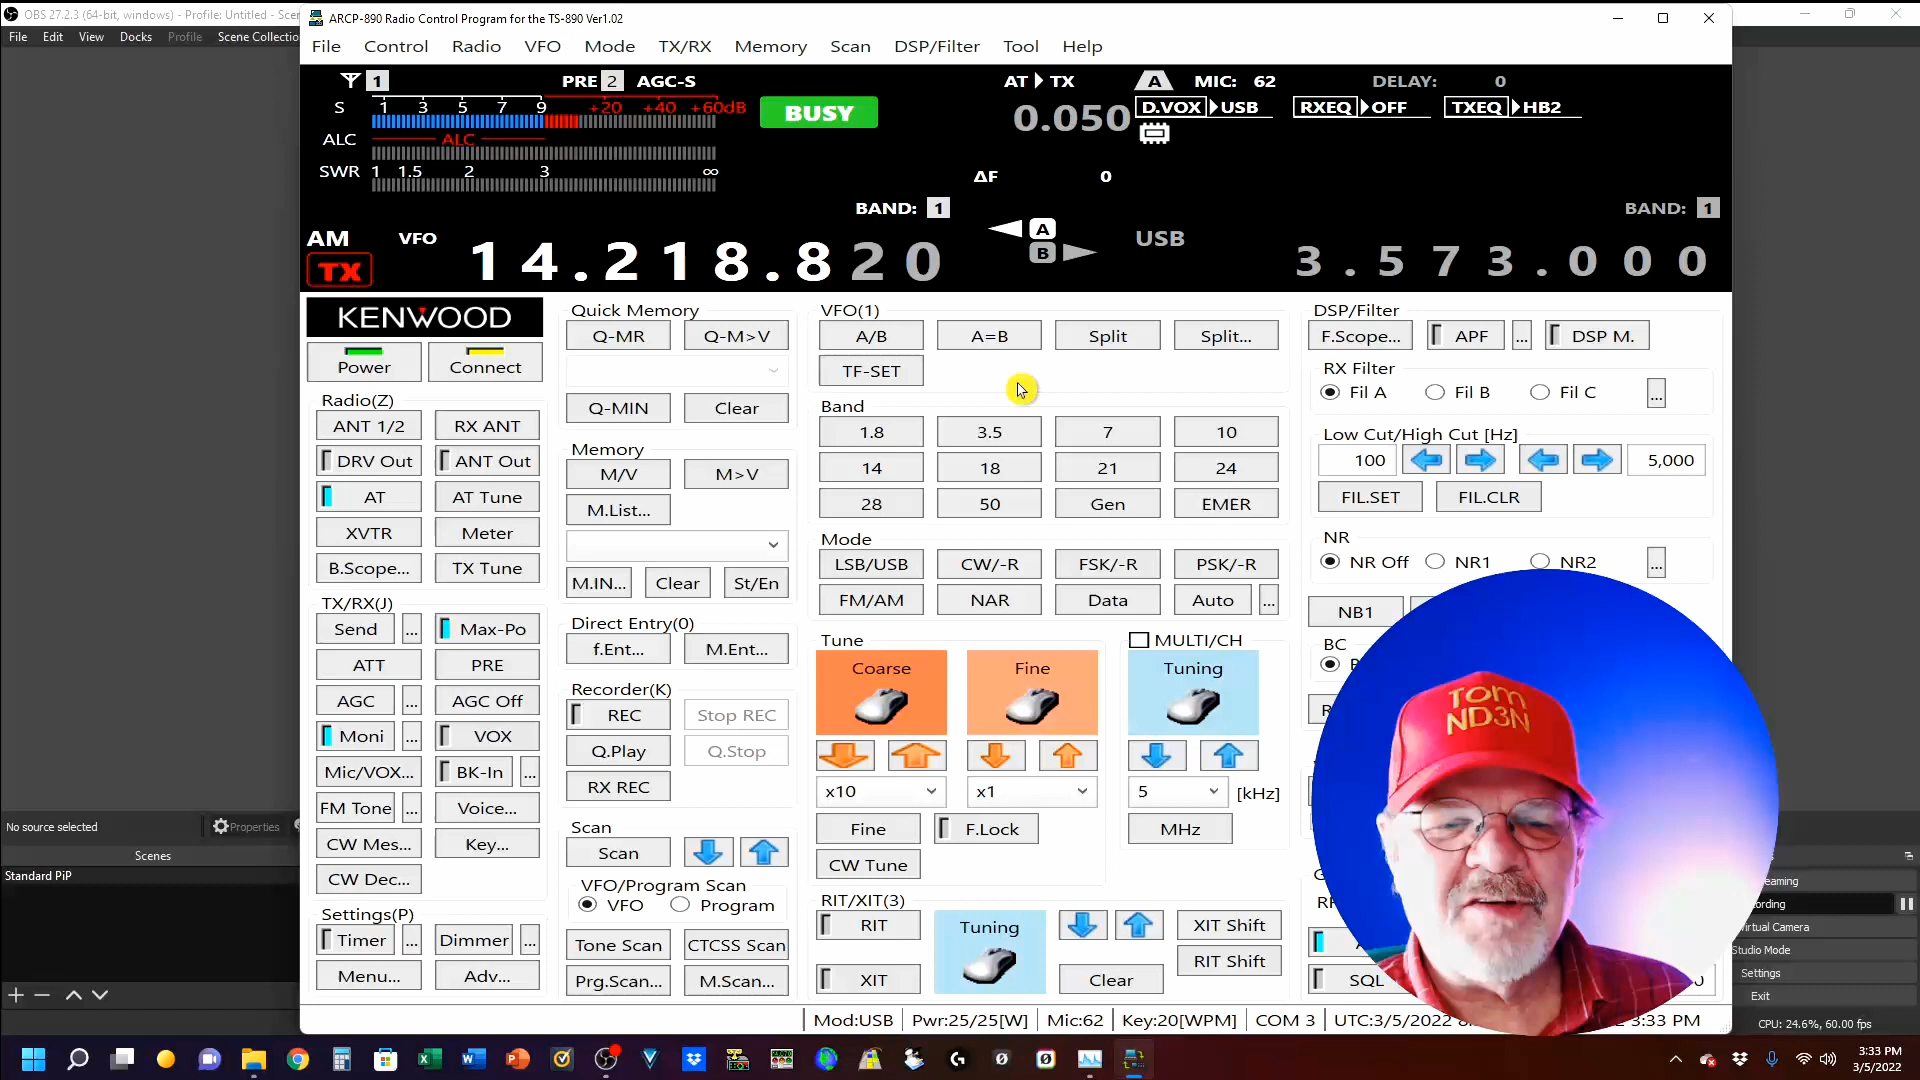 OBS 27.2.3 (64-bit, windows) - Profile: Untitled - Scen
File Edit View Docks Profile Scene Collectio
ARCP-890 Radio Control Program for the TS-890 Ver1.02
File Control Radio VFO Mode TX/RX Memory Scan DSP/Filter Tool Help
1 PRE 2 AGC-S AT TX A MIC: 62 DELAY: 0
S 1 3 5 7 9 +20 +40 +60dB BUSY 0.050 D.VOX USB RXEQ OFF TXEQ HB2
ALC ALC
SWR 1 1.5 2 3 ∞ ΔF 0
BAND: 1 BAND: 1
AM VFO 14.218.820 A USB 3.573.000
TX B
KENWOOD
Power Connect
Radio(Z)
ANT 1/2 RX ANT
DRV Out ANT Out
AT AT Tune
XVTR Meter
B.Scope... TX Tune
TX/RX(J)
Send ... Max-Po
ATT PRE
AGC ... AGC Off
Moni ... VOX
Mic/VOX... BK-In ...
FM Tone ... Voice...
CW Mes... Key...
CW Dec...
Settings(P)
Timer ... Dimmer ...
Menu... Adv...
Quick Memory
Q-MR Q-M>V
Q-MIN Clear
Memory
M/V M>V
M.List...
M.IN... Clear St/En
Direct Entry(0)
f.Ent... M.Ent...
Recorder(K)
REC Stop REC
Q.Play Q.Stop
RX REC
Scan
Scan
VFO/Program Scan
VFO Program
Tone Scan CTCSS Scan
Prg.Scan... M.Scan...
VFO(1)
A/B A=B Split Split...
TF-SET
Band
1.8 3.5 7 10
14 18 21 24
28 50 Gen EMER
Mode
LSB/USB CW/-R FSK/-R PSK/-R
FM/AM NAR Data Auto ...
Tune MULTI/CH
Coarse Fine Tuning
x10 x1 5 [kHz]
Fine F.Lock MHz
CW Tune
RIT/XIT(3)
RIT Tuning XIT Shift
RIT Shift
XIT Clear
DSP/Filter
F.Scope... APF ... DSP M.
RX Filter
Fil A Fil B Fil C ...
Low Cut/High Cut [Hz]
100 5,000
FIL.SET FIL.CLR
NR
NR Off NR1 NR2 ...
NB1
BC
SQL
TOM
ND3N
Mod:USB Pwr:25/25[W] Mic:62 Key:20[WPM] COM 3 UTC:3/5/2022 3:33 PM
No source selected Properties
Scenes
Standard PiP
eaming
ording
irtual Camera
Studio Mode
Settings
Exit
CPU: 24.6%, 60.00 fps
3:33 PM
3/5/2022